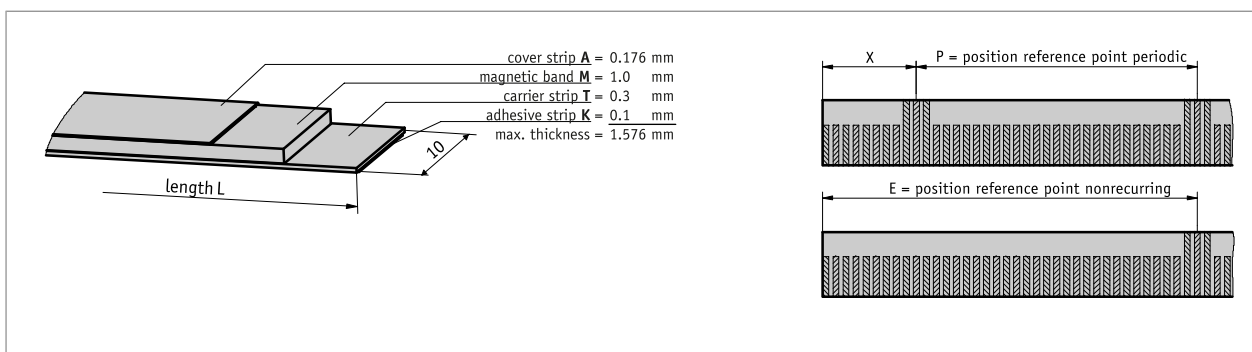 cover strip A = 0.176 mm
magnetic band M = 1.0 mm
carrier strip T = 0.3 mm
adhesive strip K = 0.1 mm
max. thickness = 1.576 mm
10
length L
X
P = position reference point periodic
E = position reference point nonrecurring